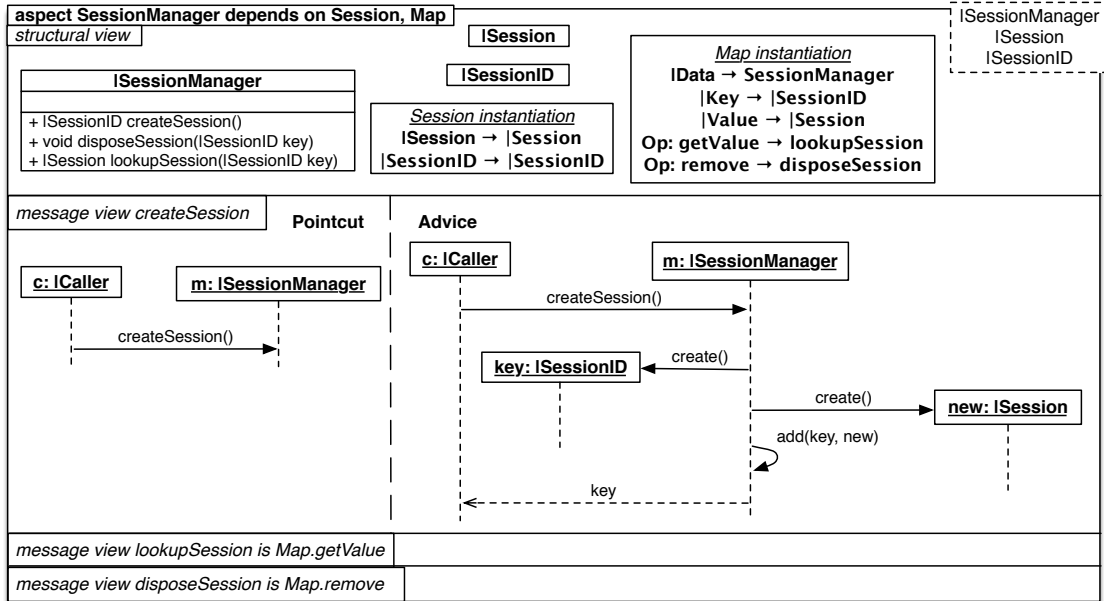 aspect SessionManager depends on Session, Map
structural view
|SessionManager
|Session
|SessionID
|Session
|SessionID
|SessionManager
+ |SessionID createSession()
+ void disposeSession(|SessionID key)
+ |Session lookupSession(|SessionID key)
Session instantiation
|Session → |Session
|SessionID → |SessionID
Map instantiation
|Data → SessionManager
|Key → |SessionID
|Value → |Session
Op: getValue → lookupSession
Op: remove → disposeSession
message view createSession
Pointcut
c: |Caller
m: |SessionManager
createSession()
Advice
c: |Caller
m: |SessionManager
createSession()
create()
key: |SessionID
create()
new: |Session
add(key, new)
key
message view lookupSession is Map.getValue
message view disposeSession is Map.remove